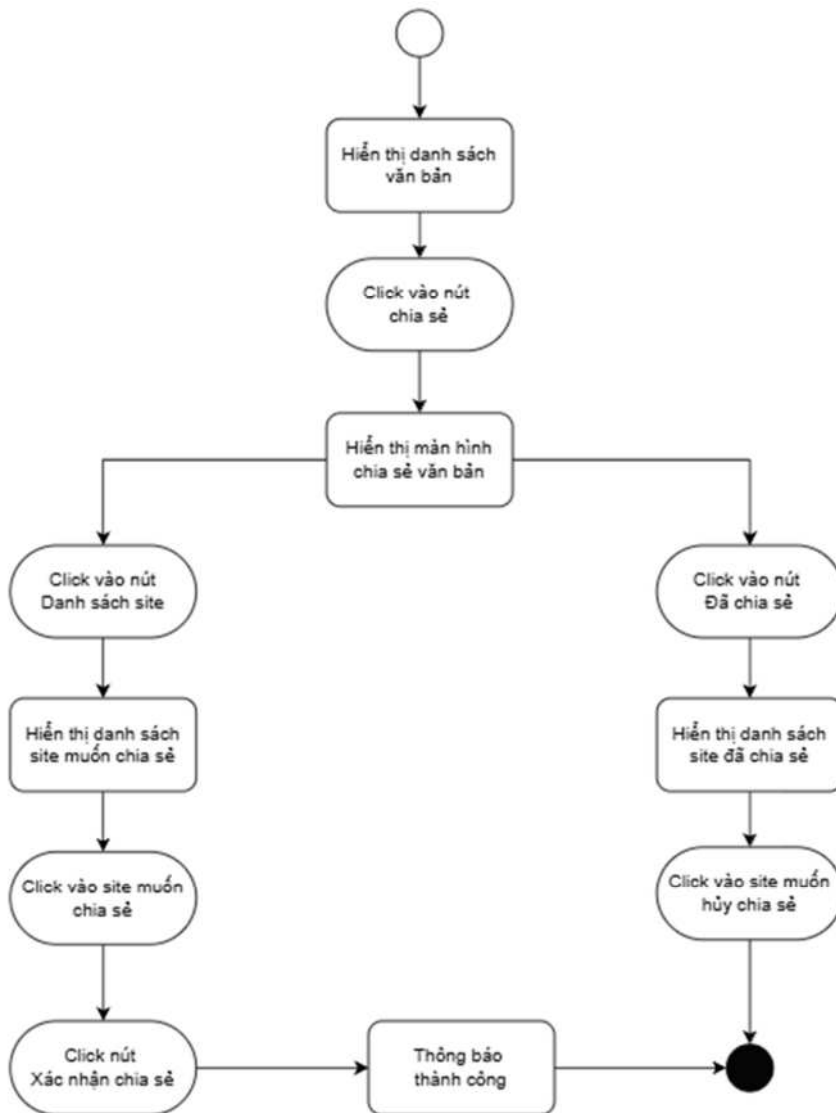 Hiển thị danh sách
văn bản
Click vào nút
chia sẻ
Hiển thị màn hình
chia sẻ văn bản
Click vào nút
Danh sách site
Click vào nút
Đã chia sẻ
Hiển thị danh sách
site muốn chia sẻ
Hiển thị danh sách
site đã chia sẻ
Click vào site muốn
chia sẻ
Click vào site muốn
hủy chia sẻ
Click nút
Xác nhận chia sẻ
Thông báo
thành công